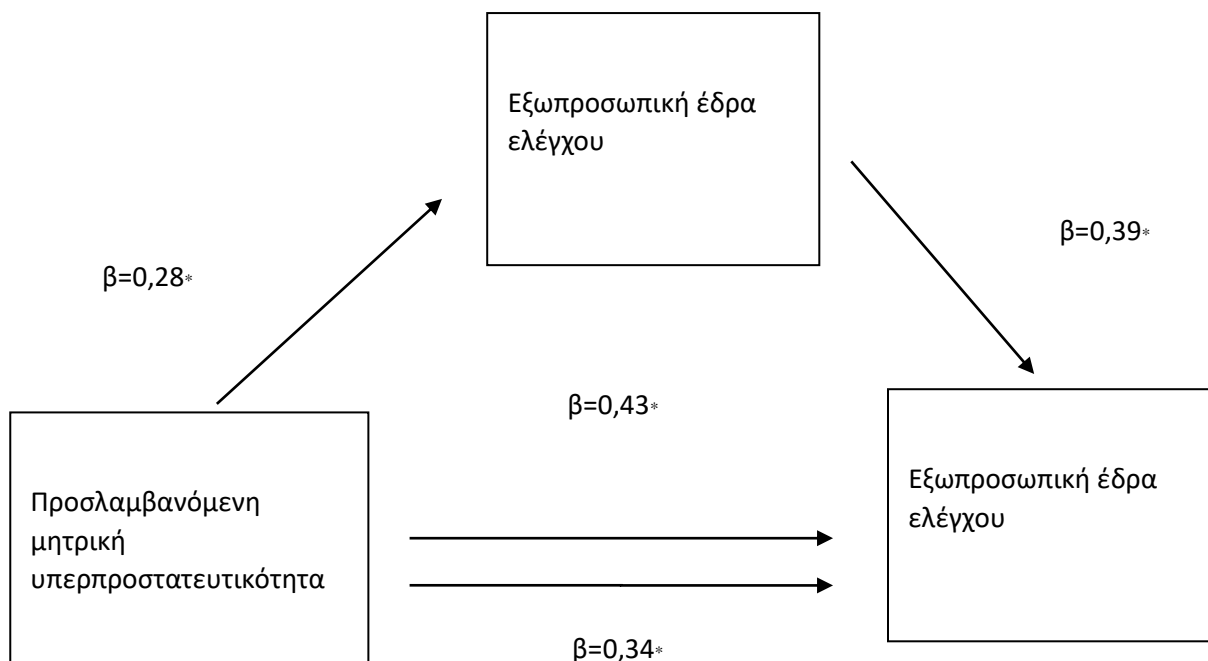 Εξωπροσωπική έδρα
ελέγχου
β=0,39*
β=0,28*
β=0,43*
Προσλαμβανόμενη
μητρική
υπερπροστατευτικότητα
Εξωπροσωπική έδρα
ελέγχου
β=0,34*